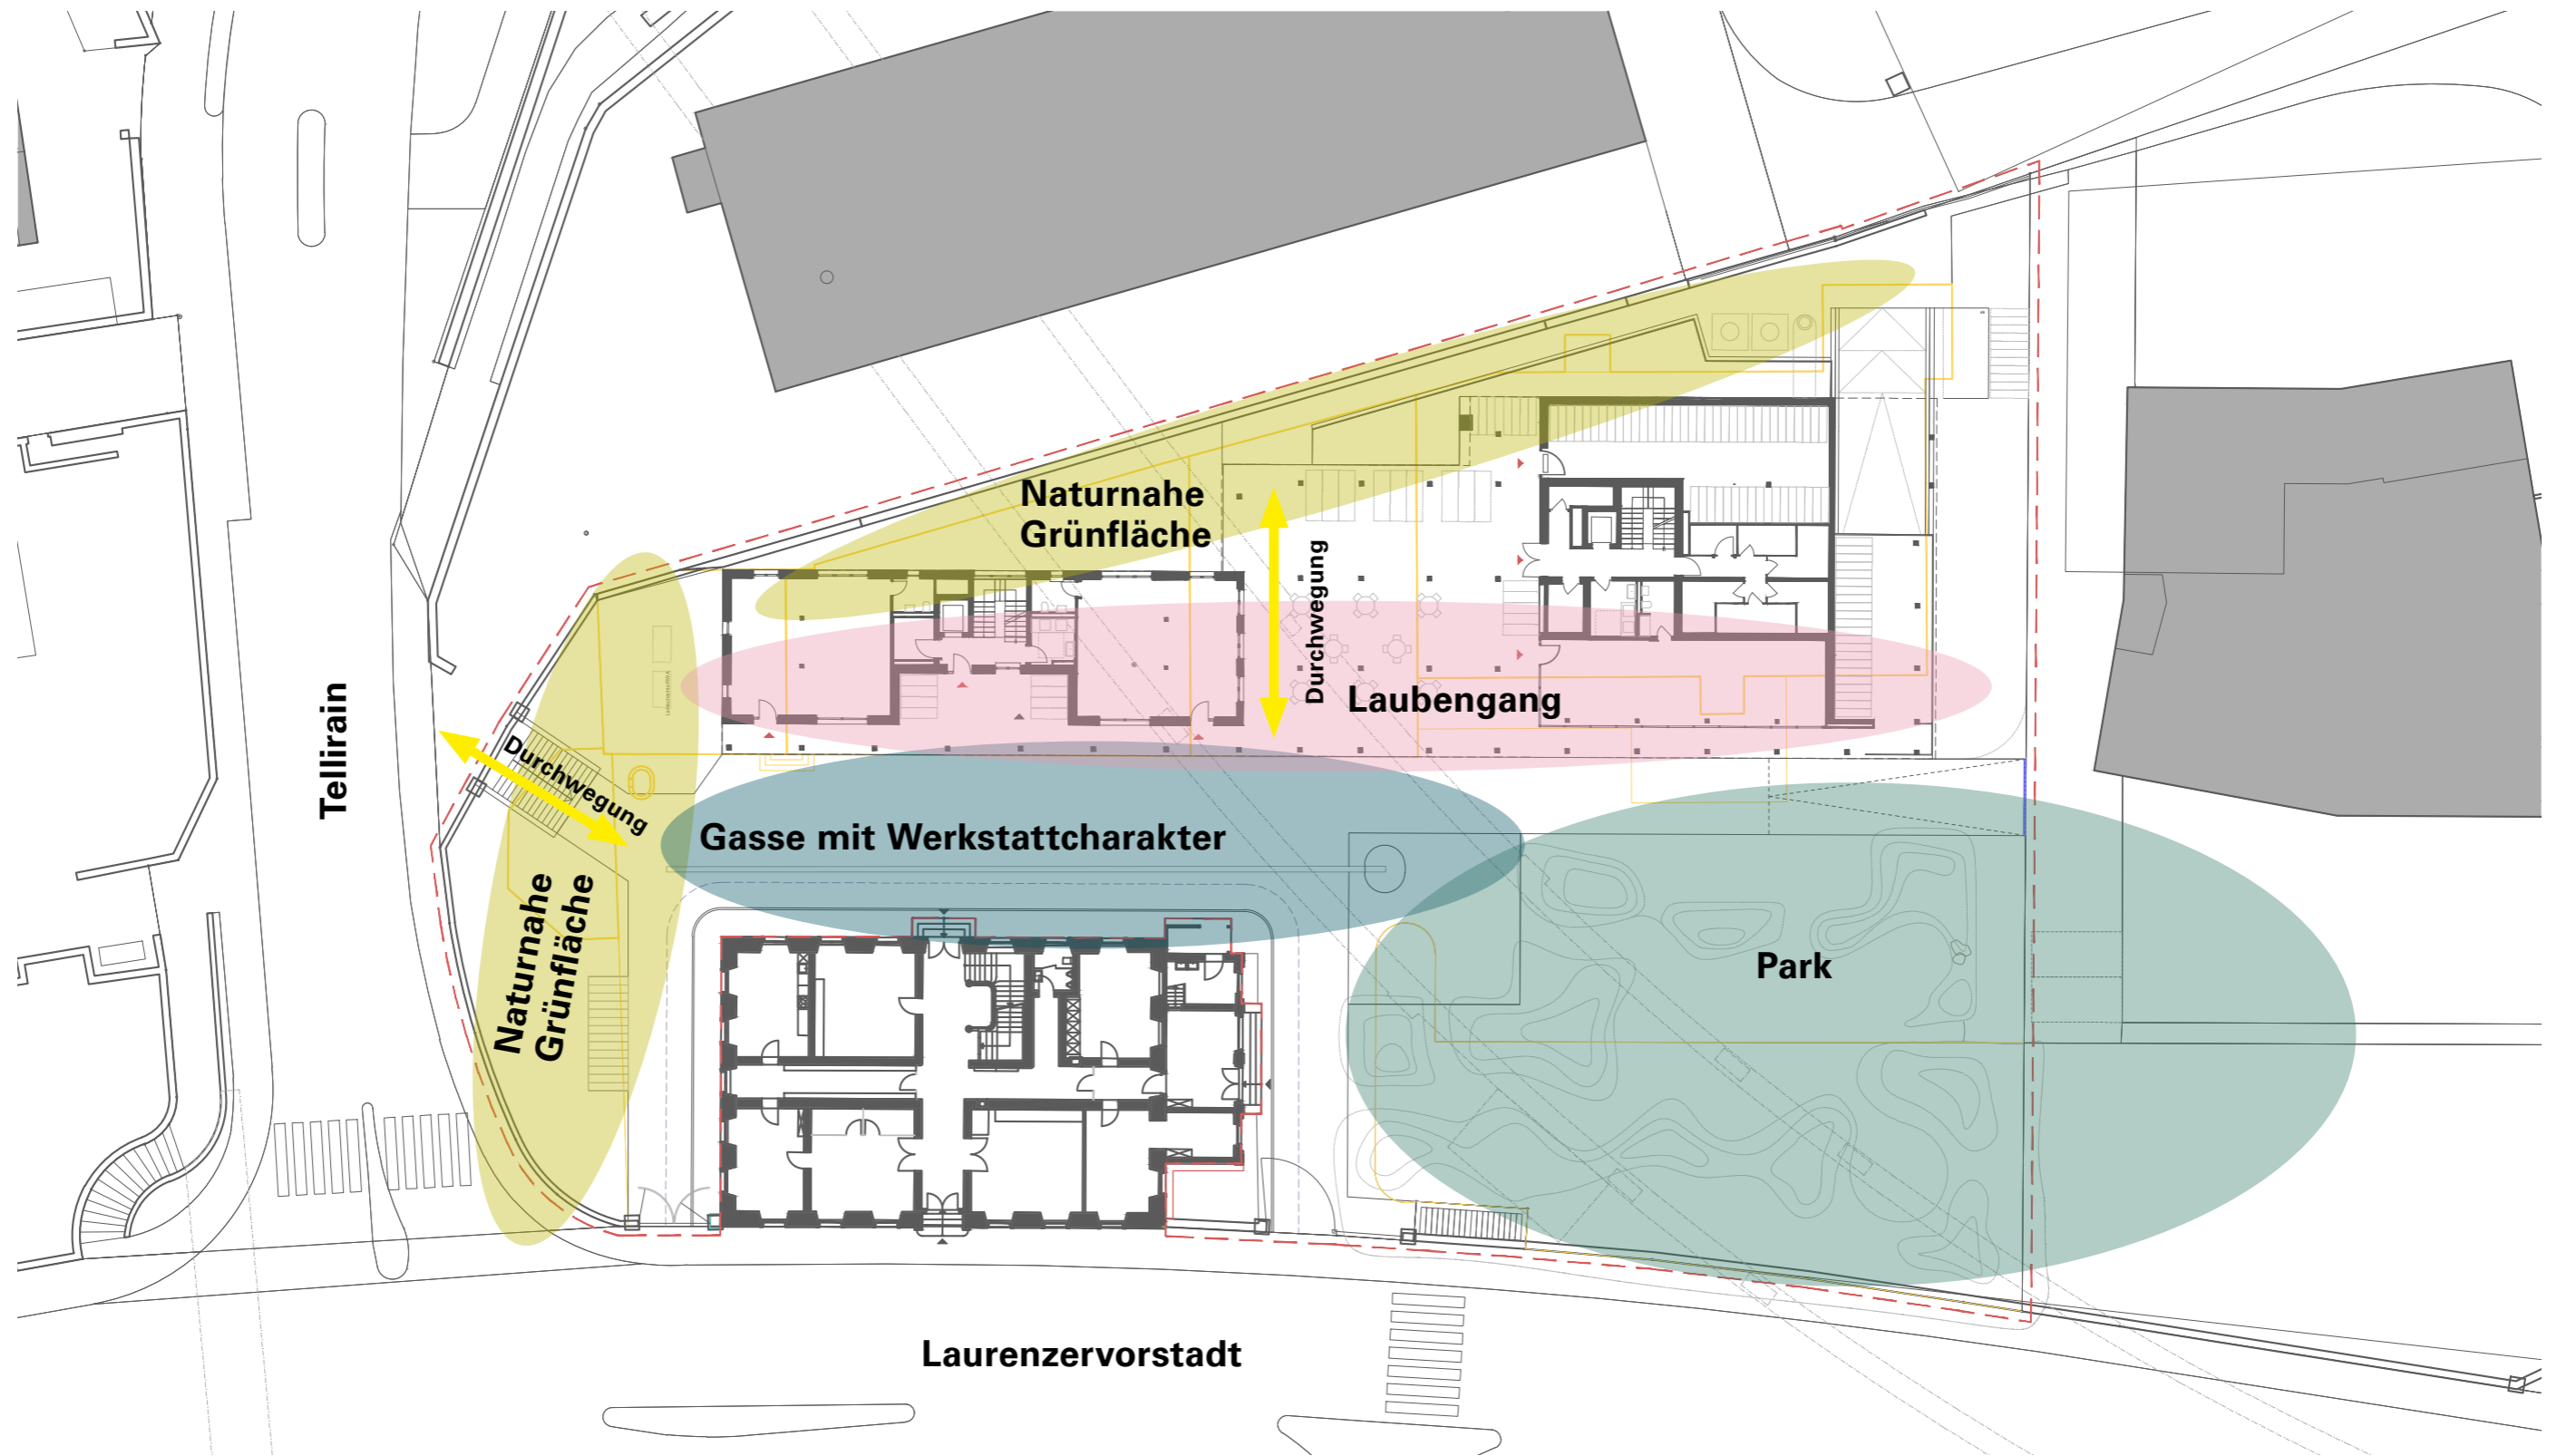 Naturnahe
Grünfläche
Durchwegung
Laubengang
Tellirain
Durchwegung
Gasse mit Werkstattcharakter
Naturnahe
Grünfläche
Park
Laurenzervorstadt